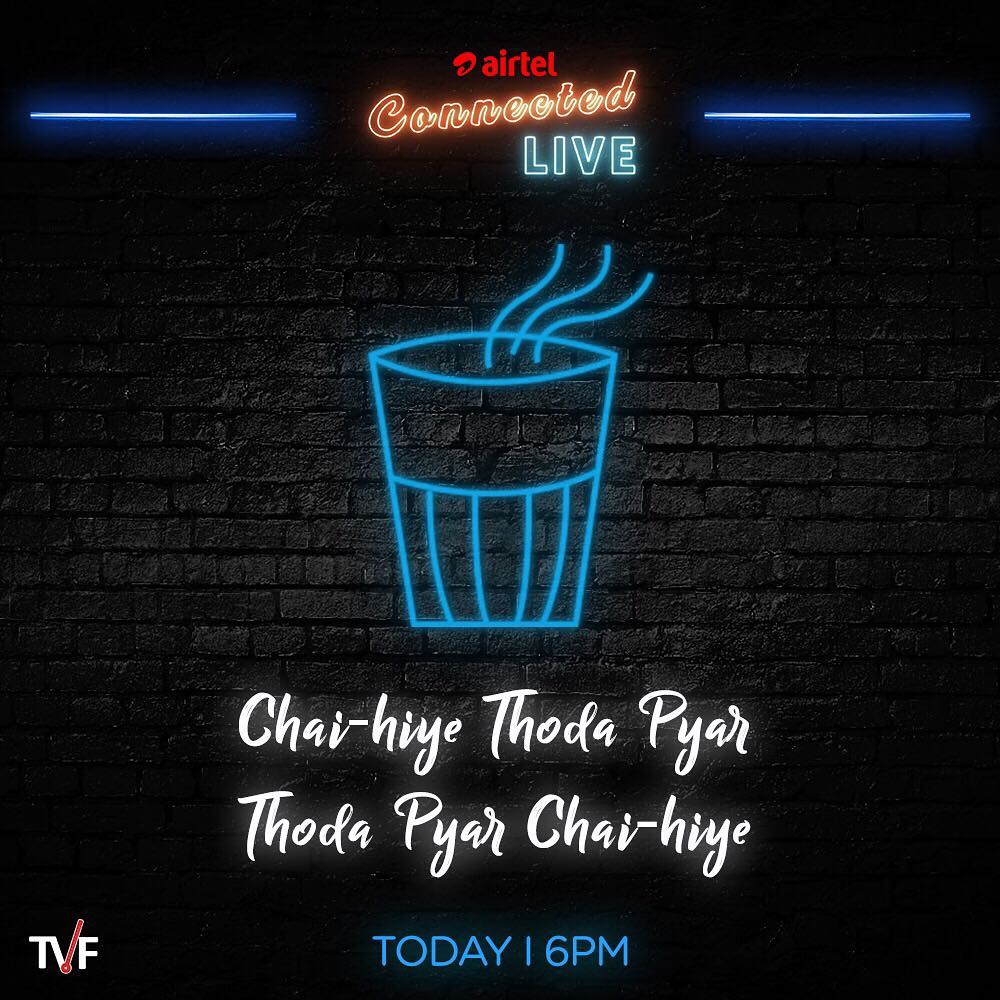 airtel
Connected
LIVE
Chai-hiye Thoda Pyar
Thoda Pyar Chai-hiye
TVF
TODAY | 6PM